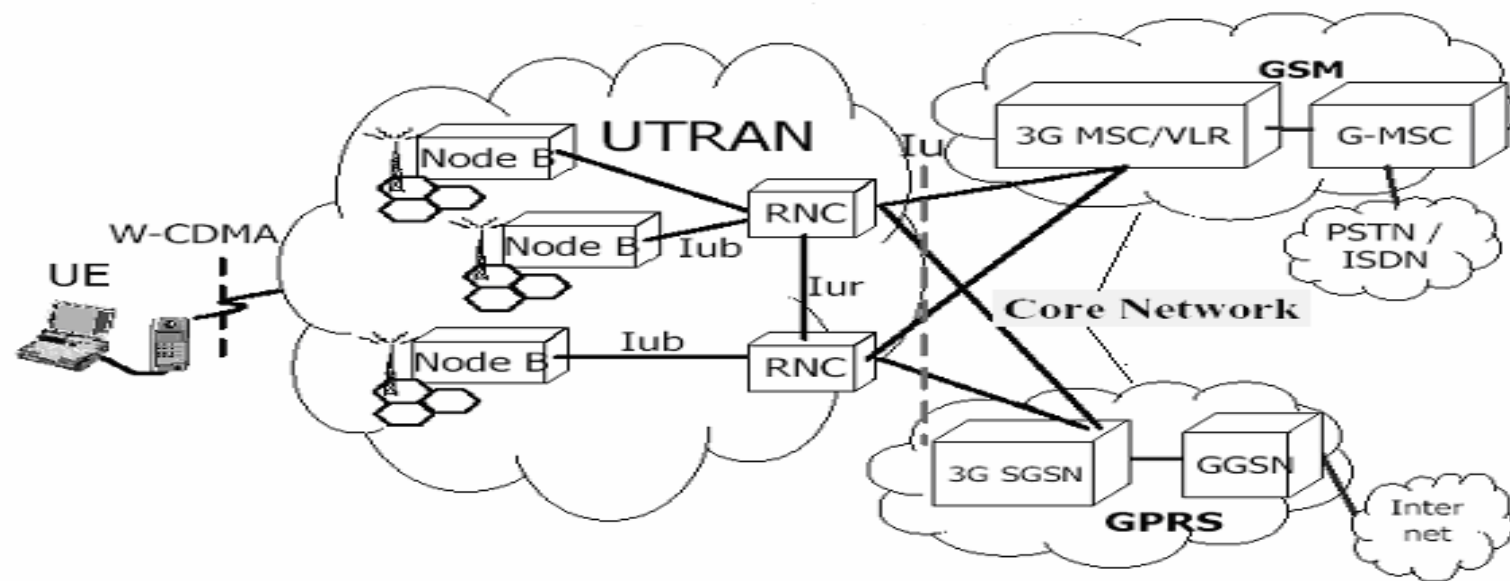 GSM
UTRAN
Iu
3G MSC/VLR
G-MSC
Node B
RNC
W-CDMA
Node B
Iub
PSTN /
ISDN
UE
Iur
Core Network
Iub
Node B
RNC
3G SGSN
GGSN
GPRS
Inter
net